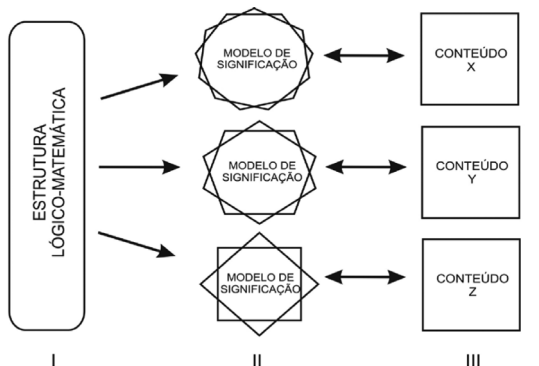 ESTRUTURA
LÓGICO-MATEMÁTICA
MODELO DE
SIGNIFICAÇÃO
CONTEÚDO
X
MODELO DE
SIGNIFICAÇÃO
CONTEÚDO
Y
MODELO DE
SIGNIFICAÇÃO
CONTEÚDO
Z
I
II
III